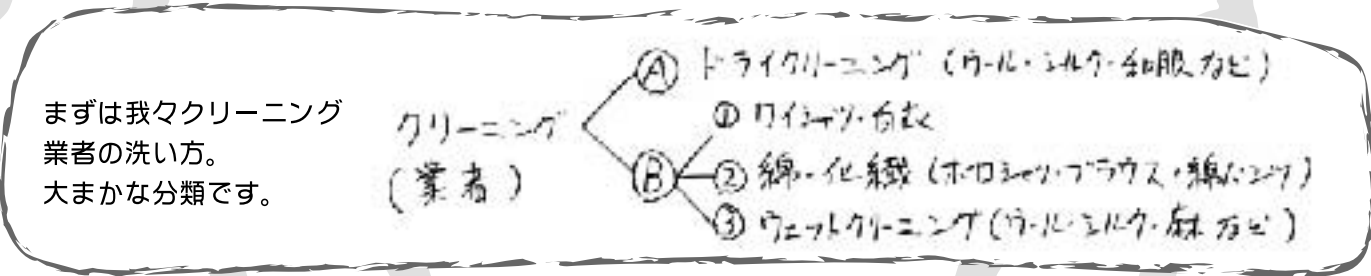 まずは我々クリーニング
業者の洗い方。
大まかな分類です。
クリーニング
(業者)
Ⓐ ドライクリーニング (ウール・シルク・和服など)
Ⓑ
① ワイシャツ・白むく
② 綿・化繊 (ポロシャツ・ブラウス・綿パンツ)
③ ウェットクリーニング (ウール・シルク・麻など)